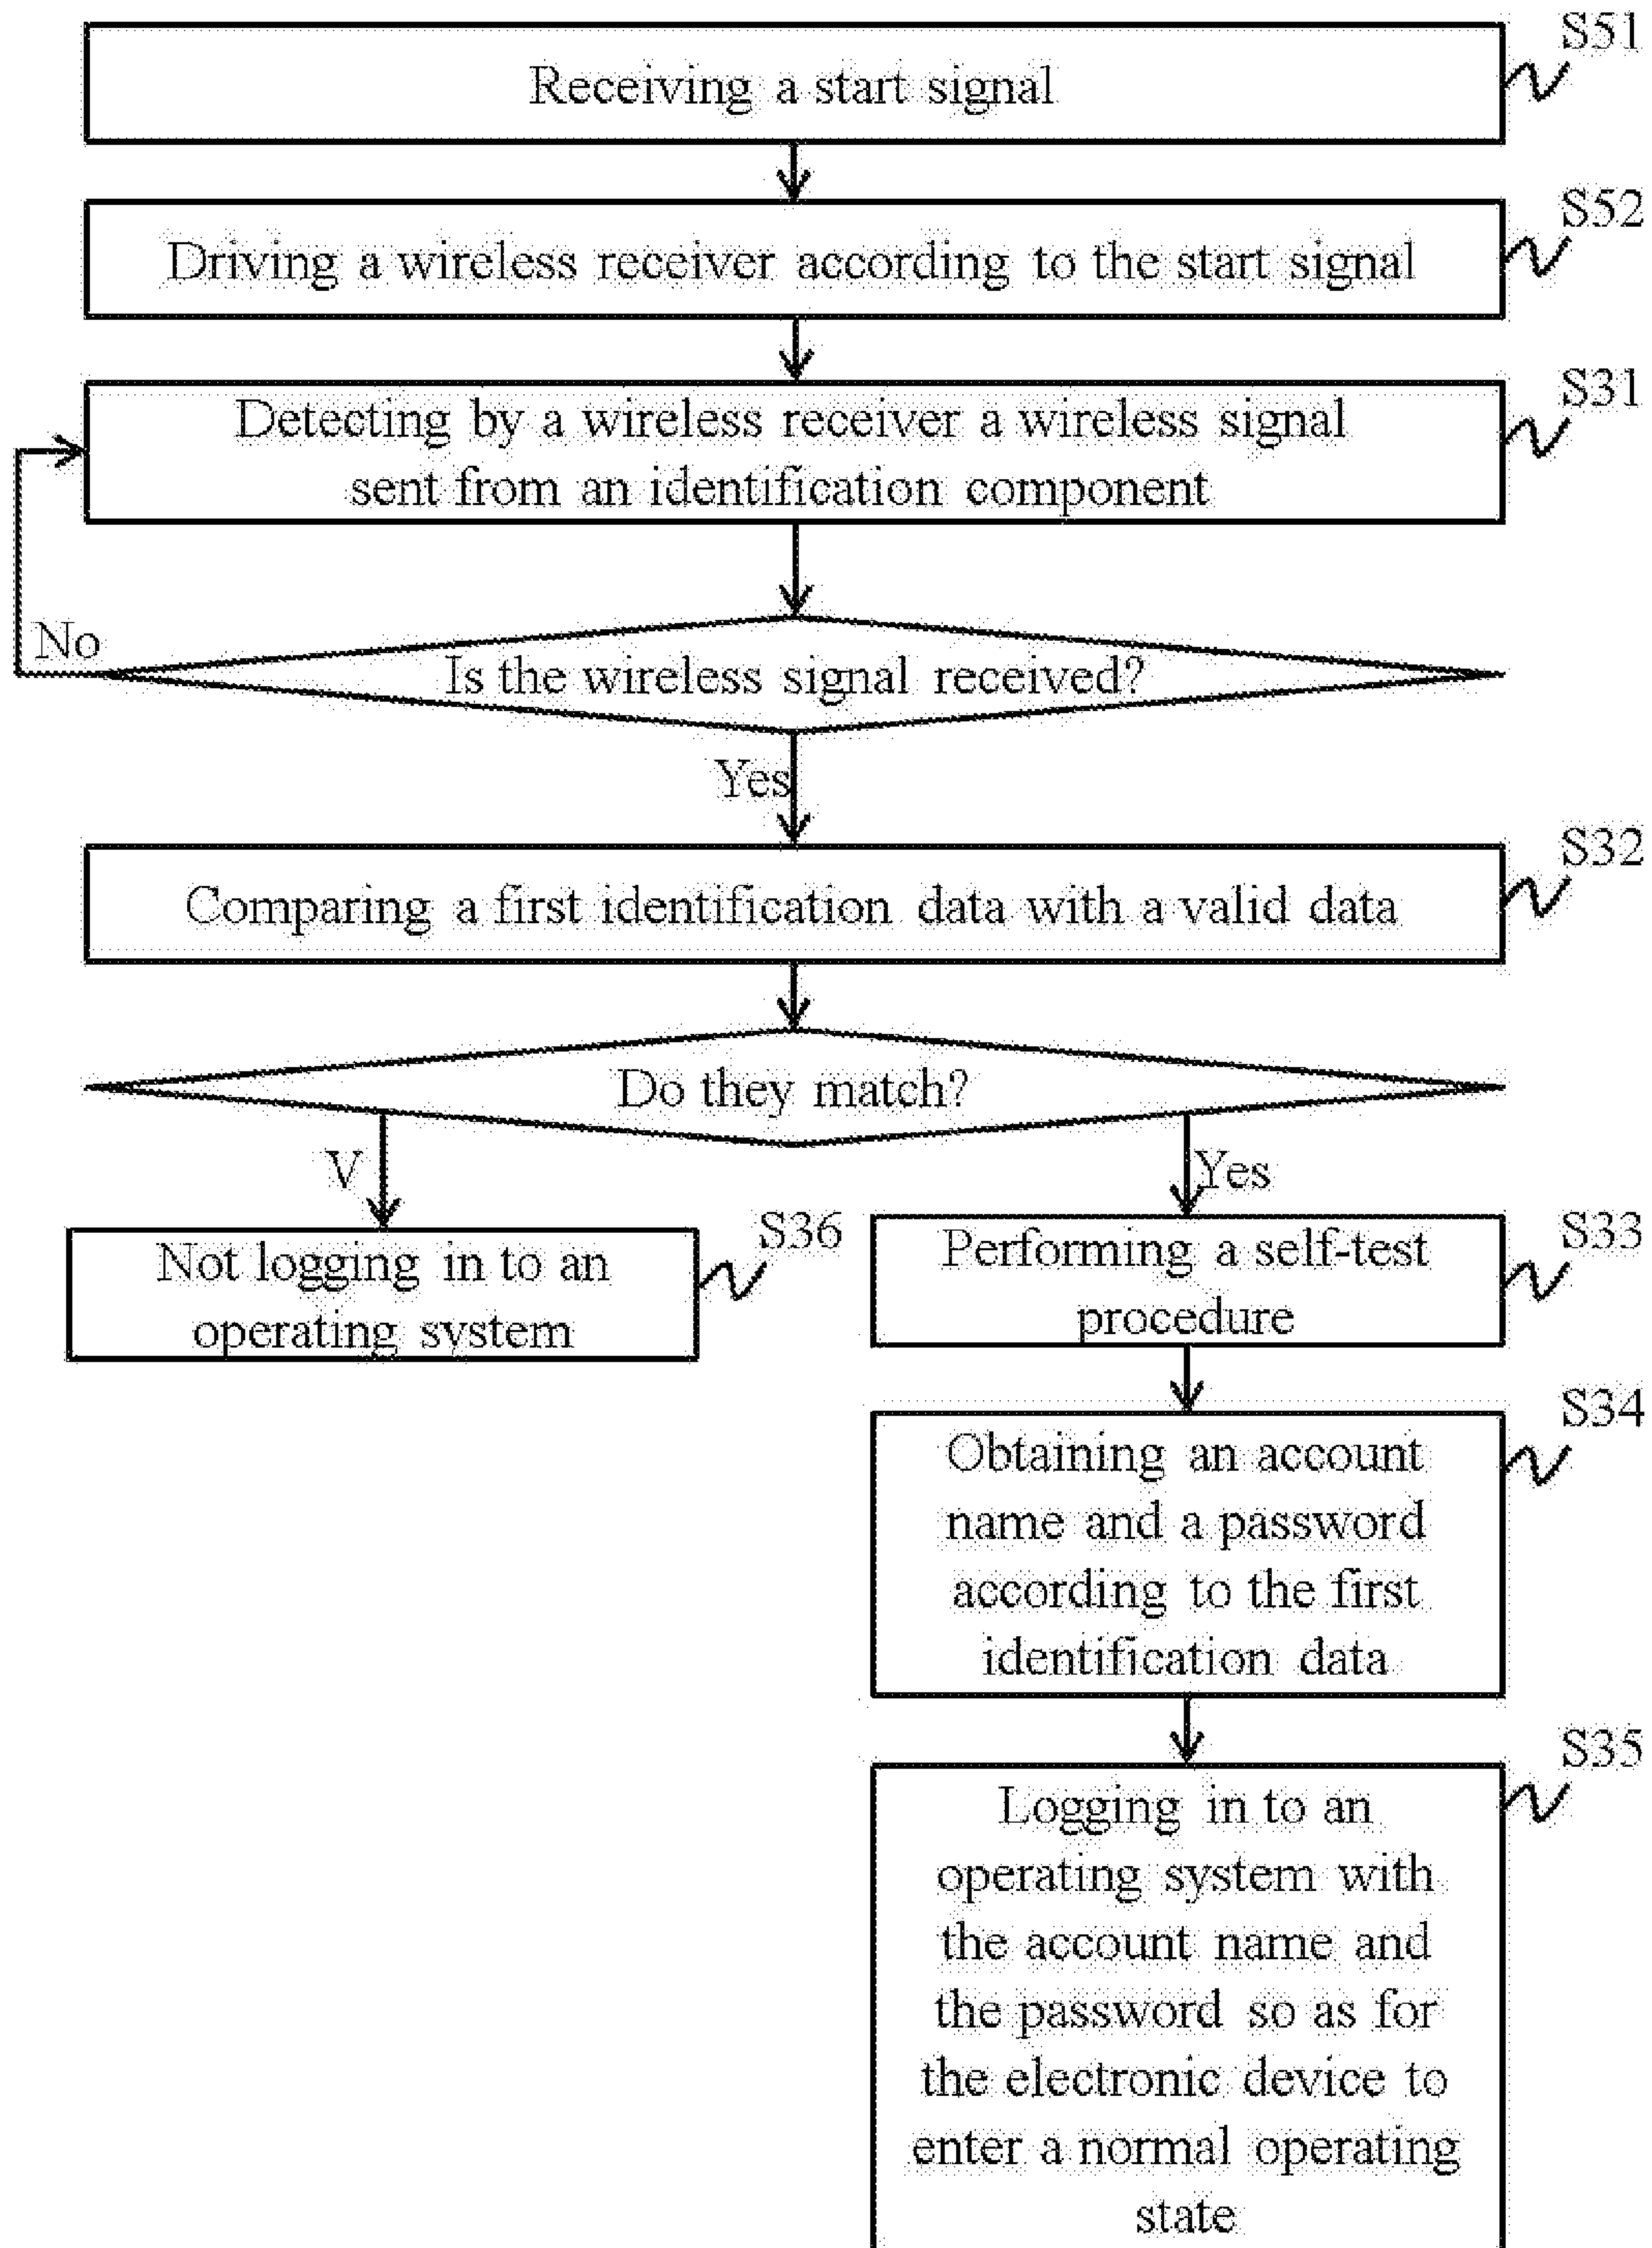 S51
Receiving a start signal
S52
Driving a wireless receiver according to the start signal
S31
Detecting by a wireless receiver a wireless signal
sent from an identification component
No
Is the wireless signal received?
Yes
S32
Comparing a first identification data with a valid data
Do they match?
V
Yes
S36
Not logging in to an
operating system
S33
Performing a self-test
procedure
S34
Obtaining an account
name and a password
according to the first
identification data
S35
Logging in to an
operating system with
the account name and
the password so as for
the electronic device to
enter a normal operating
state